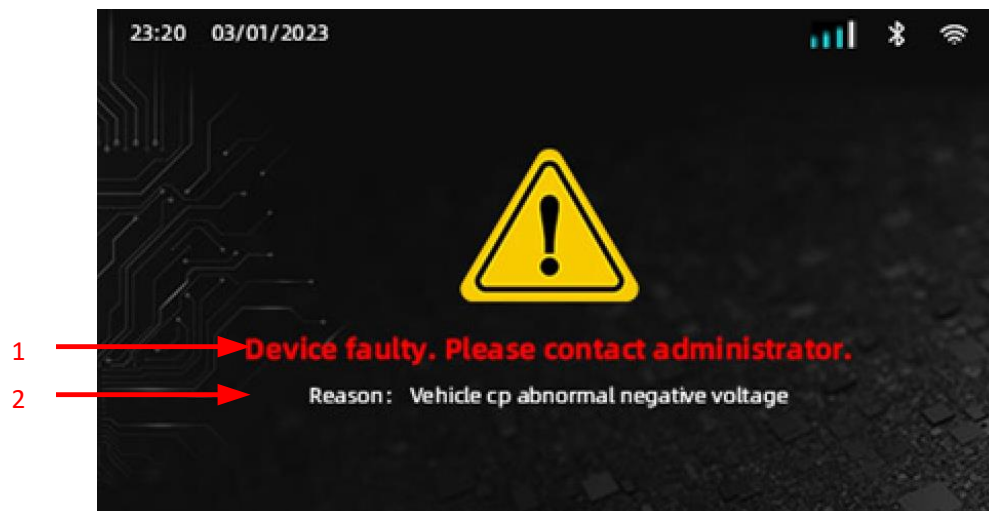 23:20 03/01/2023
1 Device faulty. Please contact administrator.
2 Reason: Vehicle cp abnormal negative voltage